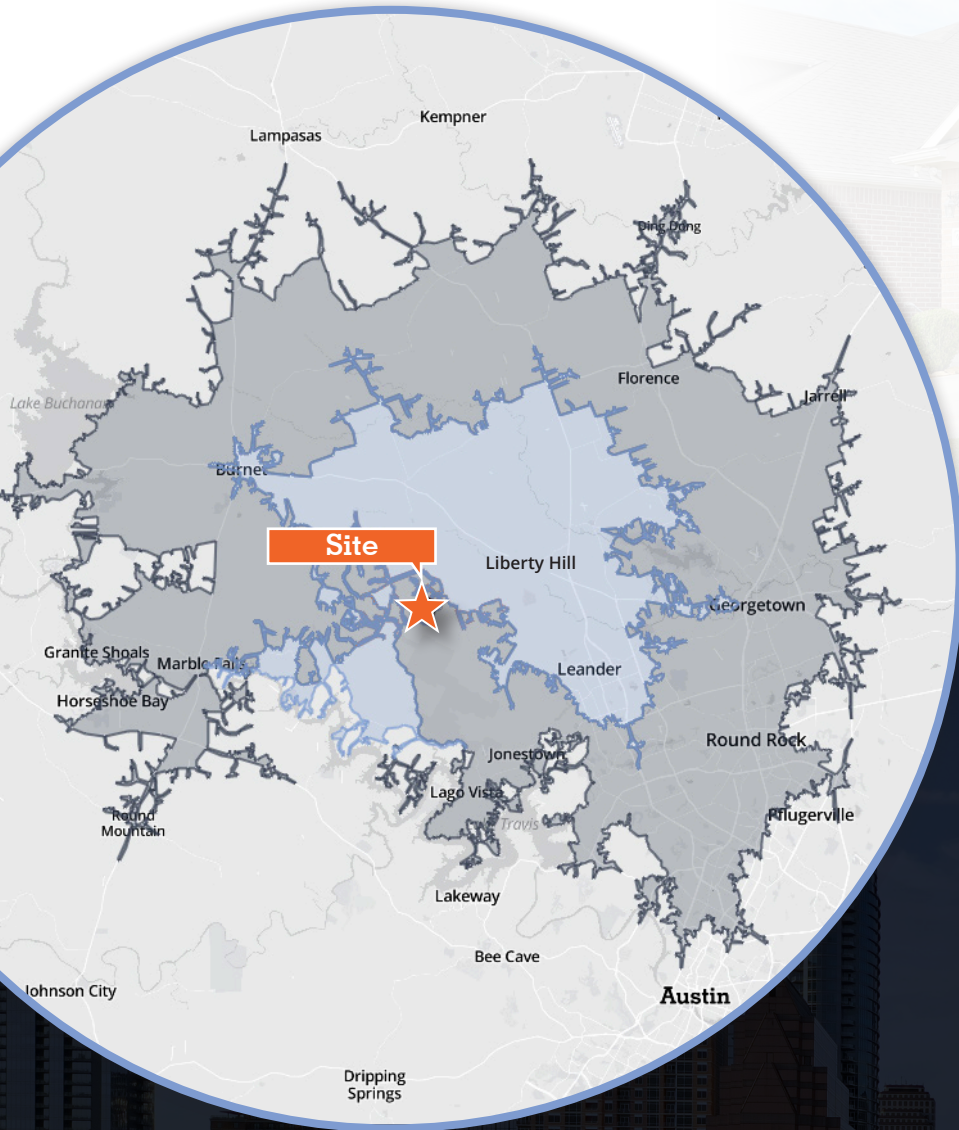 Kempner
Lampasas
Ding Dong
Florence
Jarrell
Lake Buchanan
Burnet
Site
Liberty Hill
Georgetown
Granite Shoals
Marble Falls
Leander
Horseshoe Bay
Round Rock
Jonestown
Lago Vista
Round
Mountain
Travis
Pflugerville
Lakeway
Bee Cave
Johnson City
Austin
Dripping
Springs